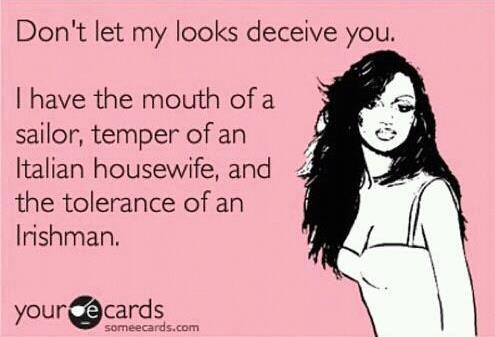 Don't let my looks deceive you.
I have the mouth of a
sailor, temper of an
Italian housewife, and
the tolerance of an
Irishman.
your e cards
someecards.com